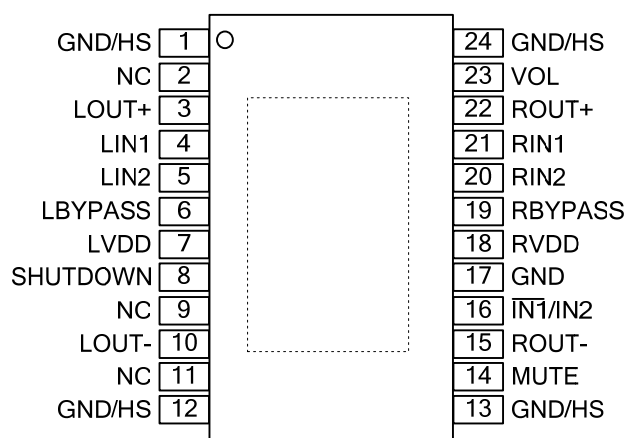 GND/HS 1 24 GND/HS
NC 2 23 VOL
LOUT+ 3 22 ROUT+
LIN1 4 21 RIN1
LIN2 5 20 RIN2
LBYPASS 6 19 RBYPASS
LVDD 7 18 RVDD
SHUTDOWN 8 17 GND
NC 9 16 I̅N̅1̅/IN2
LOUT- 10 15 ROUT-
NC 11 14 MUTE
GND/HS 12 13 GND/HS